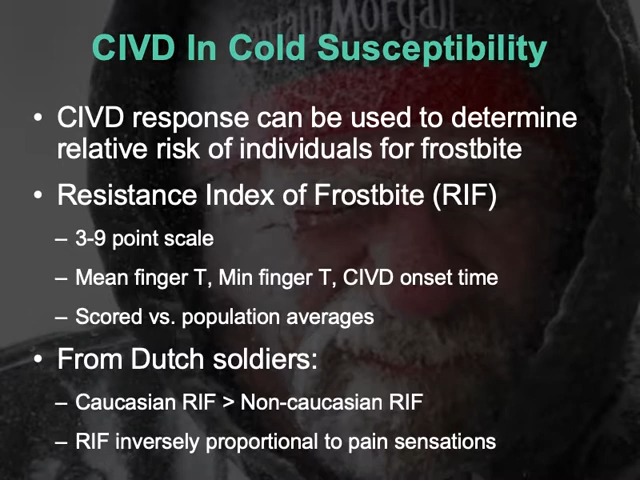 Captain Morgan
CIVD In Cold Susceptibility
• CIVD response can be used to determine
relative risk of individuals for frostbite
• Resistance Index of Frostbite (RIF)
– 3-9 point scale
– Mean finger T, Min finger T, CIVD onset time
– Scored vs. population averages
• From Dutch soldiers:
– Caucasian RIF > Non-caucasian RIF
– RIF inversely proportional to pain sensations